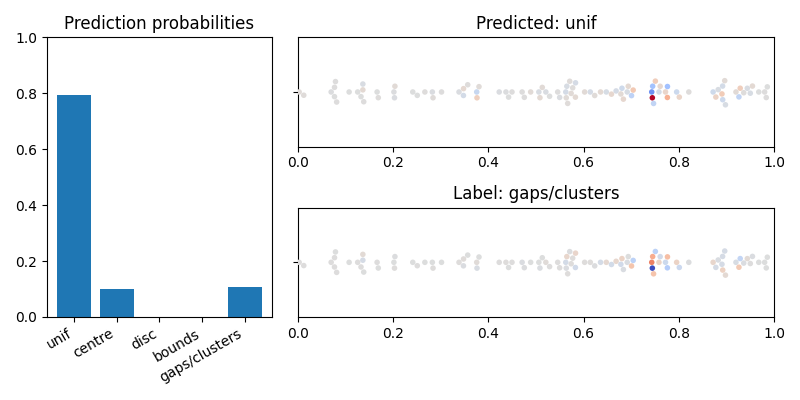 Prediction probabilities
1.0
0.8
0.6
0.4
0.2
0.0
unif
centre
disc
bounds
gaps/clusters
Predicted: unif
0.0 0.2 0.4 0.6 0.8 1.0
Label: gaps/clusters
0.0 0.2 0.4 0.6 0.8 1.0